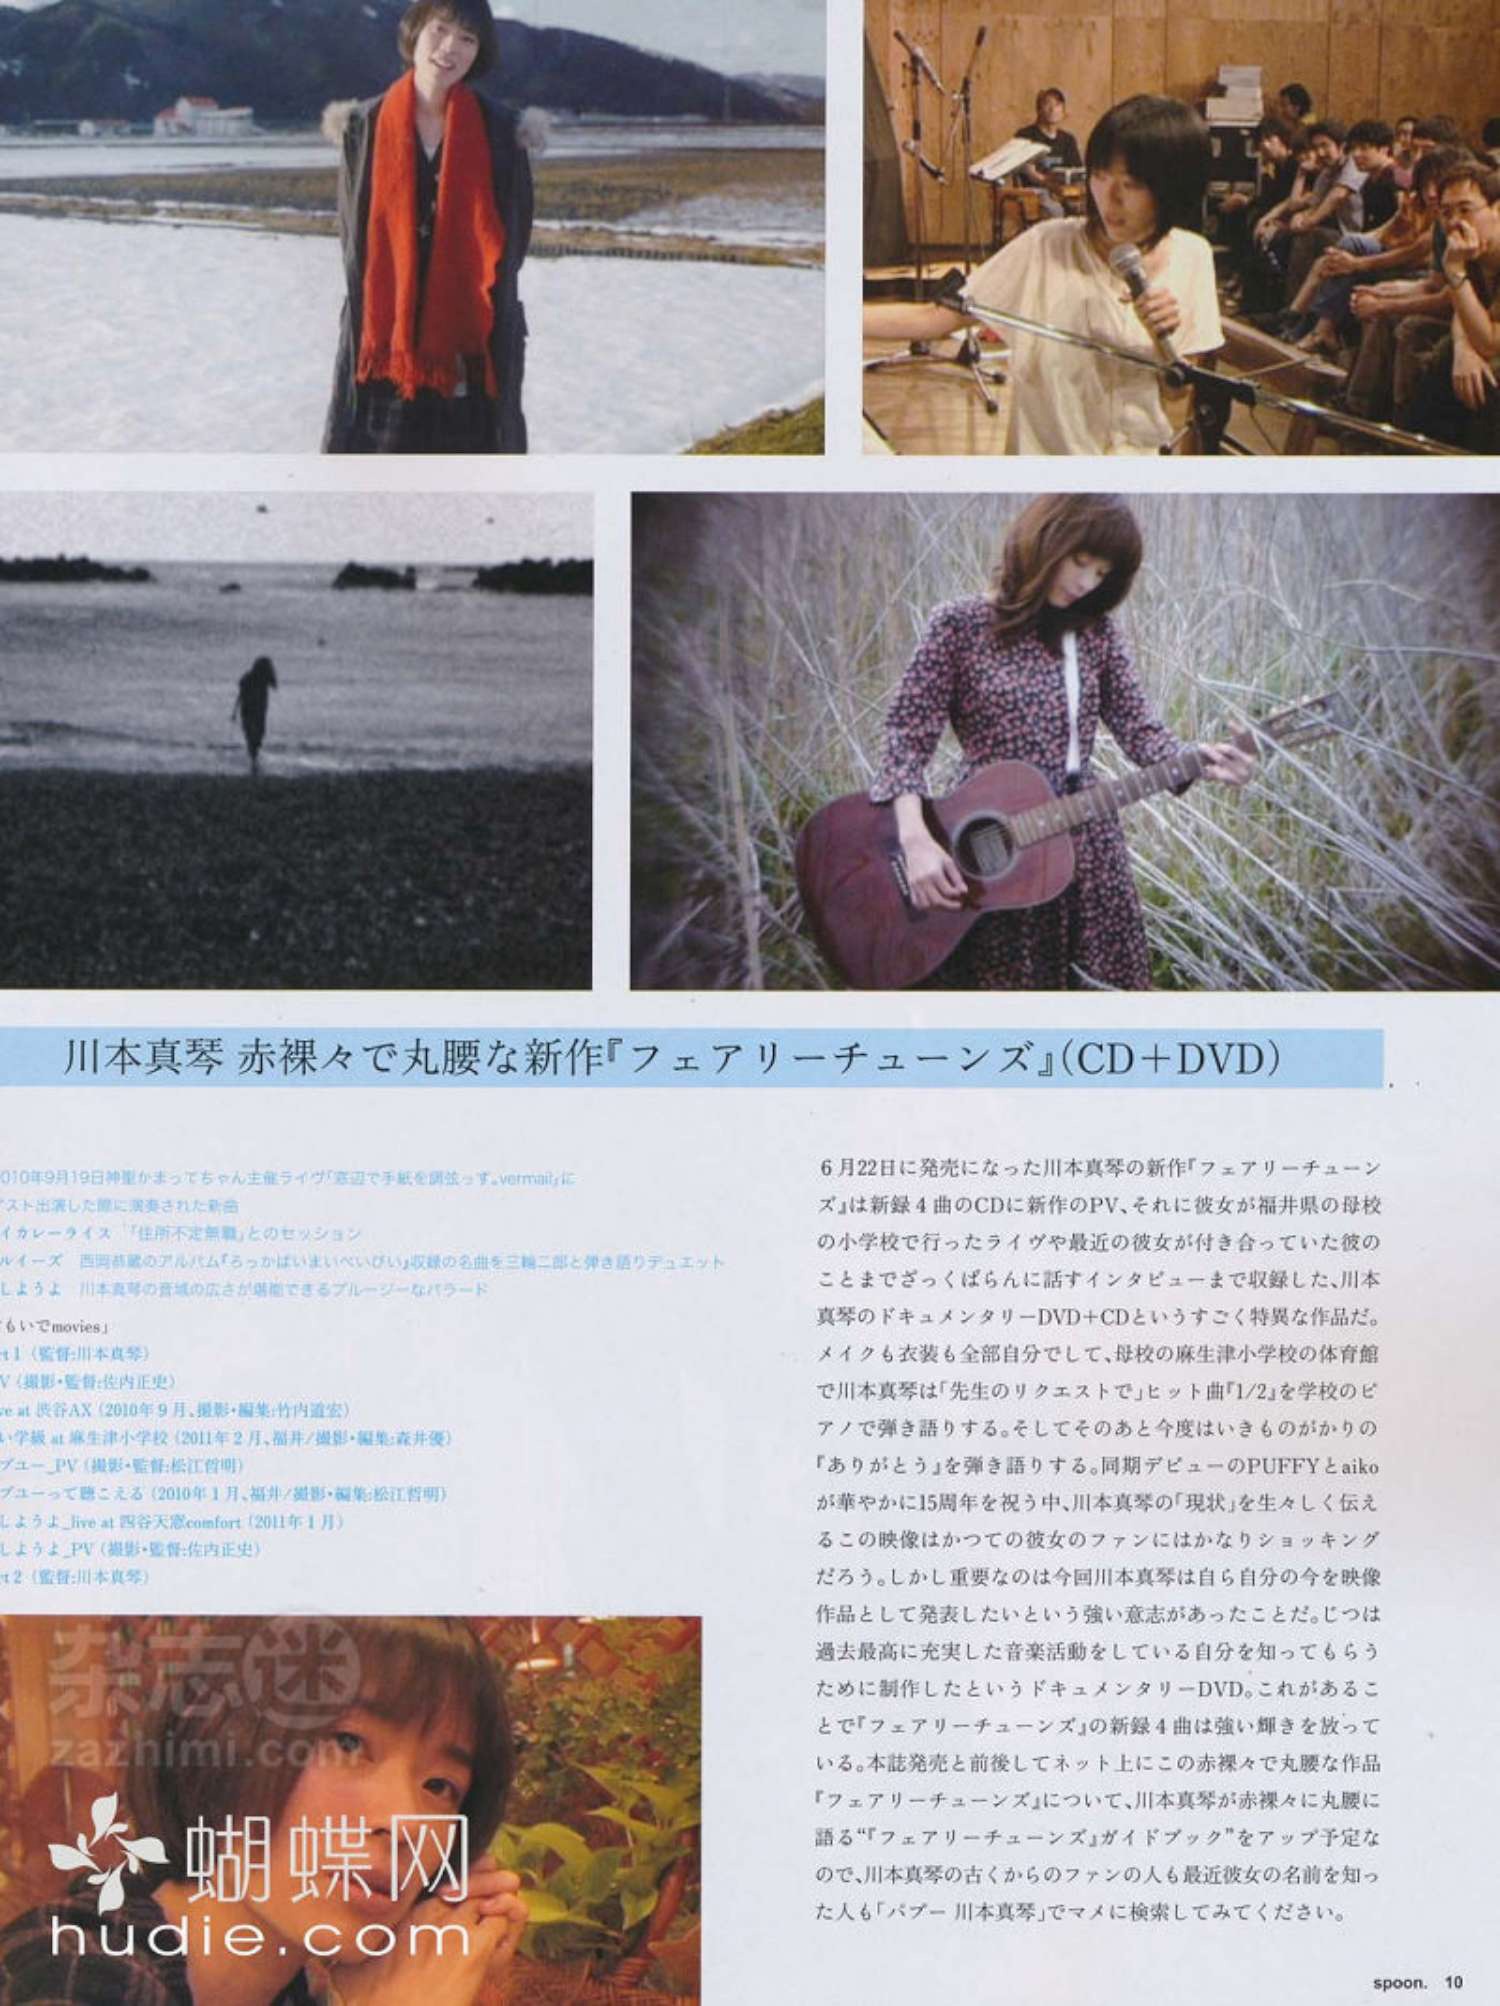 川本真琴 赤裸々で丸腰な新作『フェアリーチューンズ』（CD＋DVD）
010年9月19日神聖かまってちゃん主催ライヴ「窓辺で手紙を調弦っす。vermail」に
スト出演した際に演奏された新曲
イカレーライス 「住所不定無職」とのセッション
ルイーズ 西岡恭蔵のアルバム『ろっかばいまいべいびい』収録の名曲を三輪二郎と弾き語りデュエット
しようよ 川本真琴の音域の広さが堪能できるブルージーなバラード
もいでmovies」
rt 1（監督:川本真琴）
V（撮影・監督:佐内正史）
ve at 渋谷AX（2010年9月、撮影・編集:竹内道宏）
い学級 at 麻生津小学校（2011年2月、福井/撮影・編集:森井優）
ブユー_PV（撮影・監督:松江哲明）
ブユーって聴こえる（2010年1月、福井/撮影・編集:松江哲明）
しようよ_live at 四谷天窓comfort（2011年1月）
しようよ_PV（撮影・監督:佐内正史）
rt 2（監督:川本真琴）
6月22日に発売になった川本真琴の新作『フェアリーチューン
ズ』は新録4曲のCDに新作のPV、それに彼女が福井県の母校
の小学校で行ったライヴや最近の彼女が付き合っていた彼の
ことまでざっくばらんに話すインタビューまで収録した、川本
真琴のドキュメンタリーDVD＋CDというすごく特異な作品だ。
メイクも衣装も全部自分でして、母校の麻生津小学校の体育館
で川本真琴は「先生のリクエストで」ヒット曲『1/2』を学校のピ
アノで弾き語りする。そしてそのあと今度はいきものがかりの
『ありがとう』を弾き語りする。同期デビューのPUFFYとaiko
が華やかに15周年を祝う中、川本真琴の「現状」を生々しく伝え
るこの映像はかつての彼女のファンにはかなりショッキング
だろう。しかし重要なのは今回川本真琴は自ら自分の今を映像
作品として発表したいという強い意志があったことだ。じつは
過去最高に充実した音楽活動をしている自分を知ってもらう
ために制作したというドキュメンタリーDVD。これがあるこ
とで『フェアリーチューンズ』の新録4曲は強い輝きを放って
いる。本誌発売と前後してネット上にこの赤裸々で丸腰な作品
『フェアリーチューンズ』について、川本真琴が赤裸々に丸腰に
語る“『フェアリーチューンズ』ガイドブック”をアップ予定な
ので、川本真琴の古くからのファンの人も最近彼女の名前を知っ
た人も「パブー 川本真琴」でマメに検索してみてください。
杂志迷
zazhimi.com
蝴蝶网
hudie.com
spoon. 10